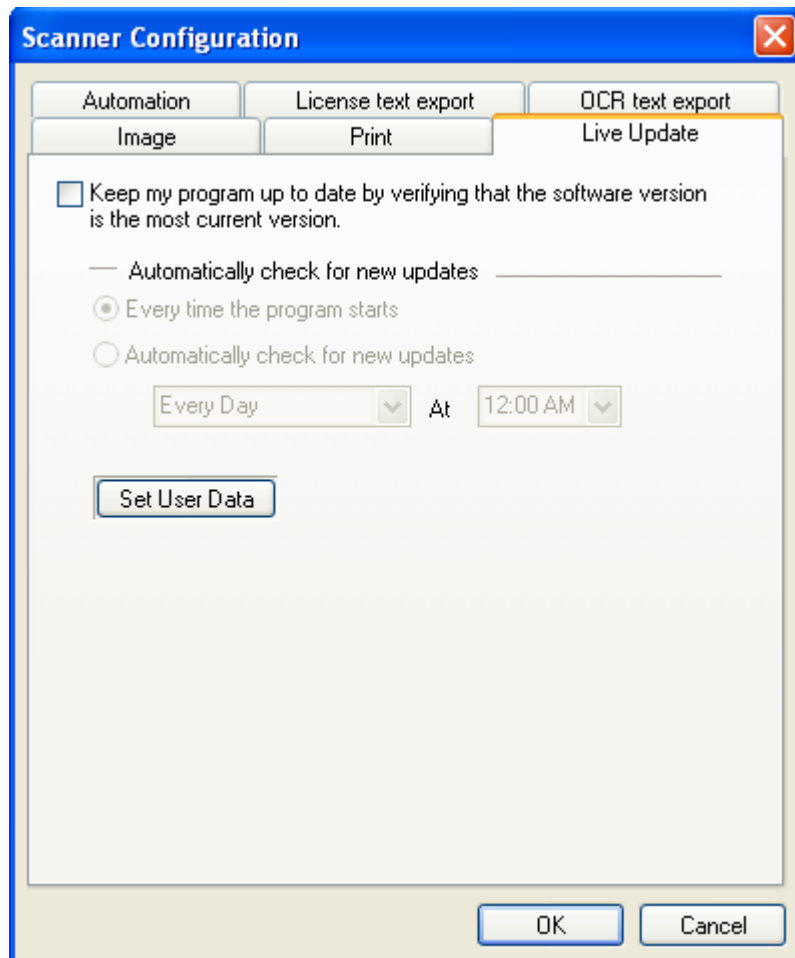 Scanner Configuration
Automation
License text export
OCR text export
Image
Print
Live Update
Keep my program up to date by verifying that the software version
is the most current version.
Automatically check for new updates
Every time the program starts
Automatically check for new updates
Every Day
At
12:00 AM
Set User Data
OK
Cancel